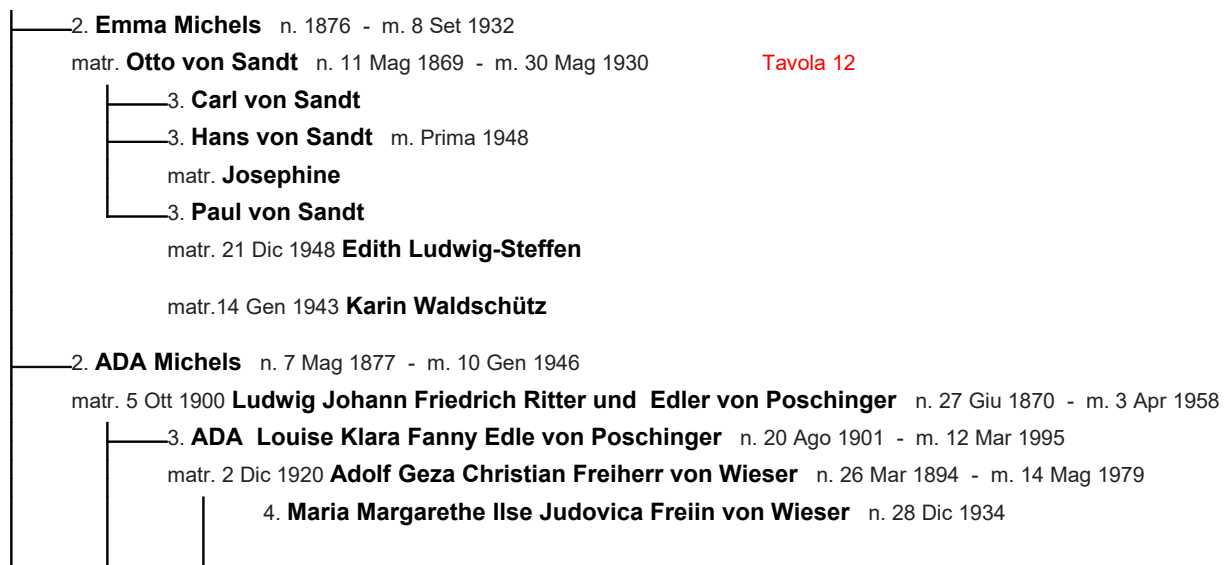 2. Emma Michels n. 1876 - m. 8 Set 1932
matr. Otto von Sandt n. 11 Mag 1869 - m. 30 Mag 1930 Tavola 12
3. Carl von Sandt
3. Hans von Sandt m. Prima 1948
matr. Josephine
3. Paul von Sandt
matr. 21 Dic 1948 Edith Ludwig-Steffen
matr.14 Gen 1943 Karin Waldschütz
2. ADA Michels n. 7 Mag 1877 - m. 10 Gen 1946
matr. 5 Ott 1900 Ludwig Johann Friedrich Ritter und Edler von Poschinger n. 27 Giu 1870 - m. 3 Apr 1958
3. ADA Louise Klara Fanny Edle von Poschinger n. 20 Ago 1901 - m. 12 Mar 1995
matr. 2 Dic 1920 Adolf Geza Christian Freiherr von Wieser n. 26 Mar 1894 - m. 14 Mag 1979
4. Maria Margarethe Ilse Judovica Freiin von Wieser n. 28 Dic 1934